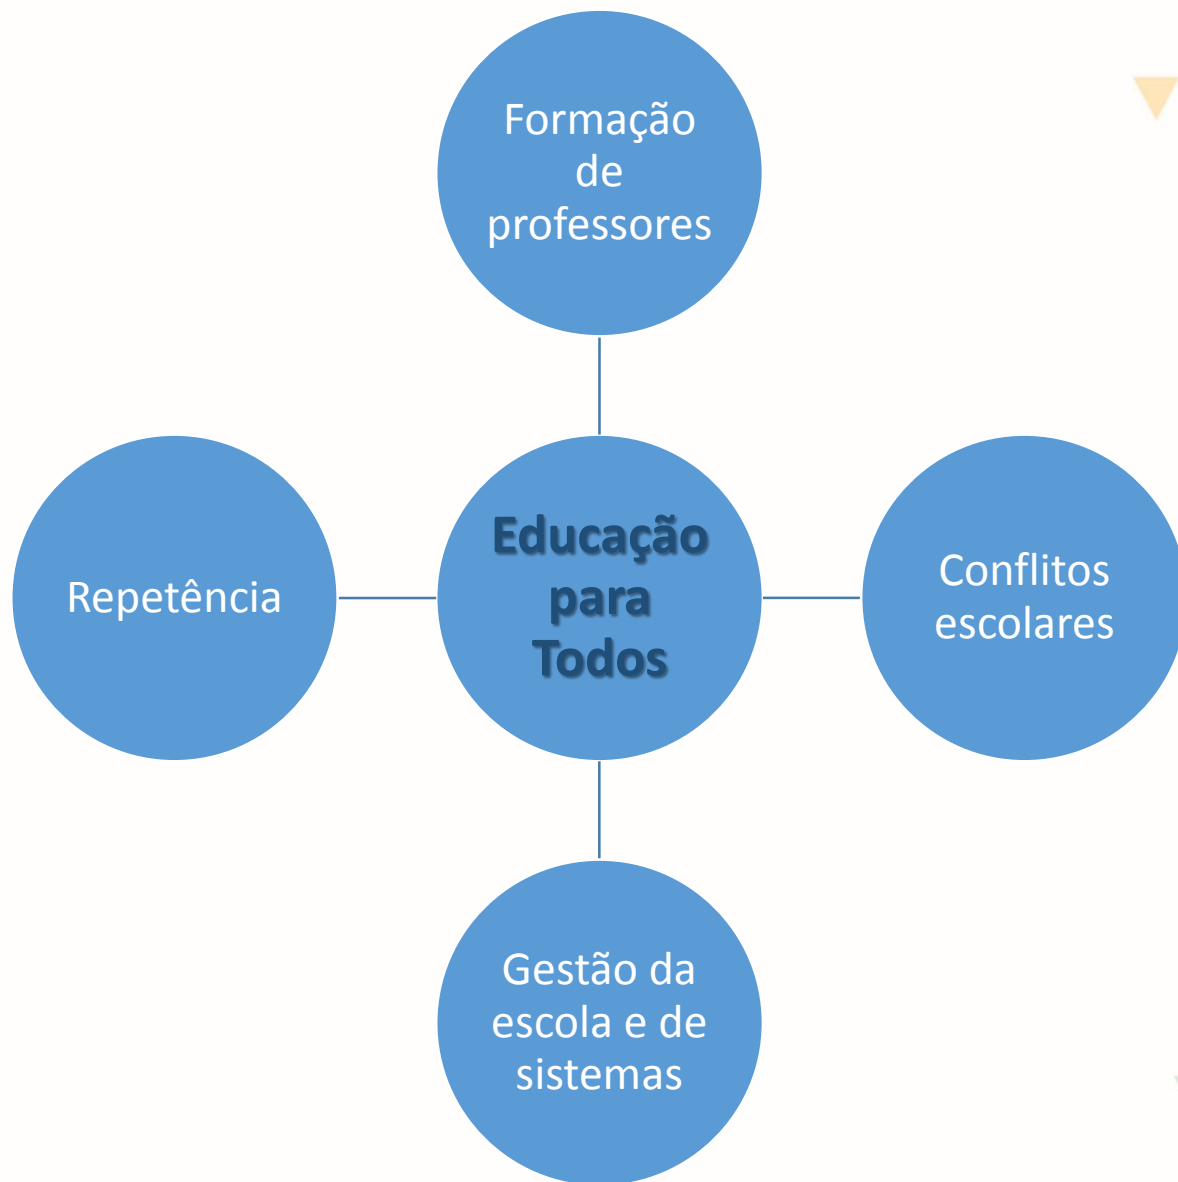 Formação
de
professores
Repetência
Educação
para
Todos
Conflitos
escolares
Gestão da
escola e de
sistemas